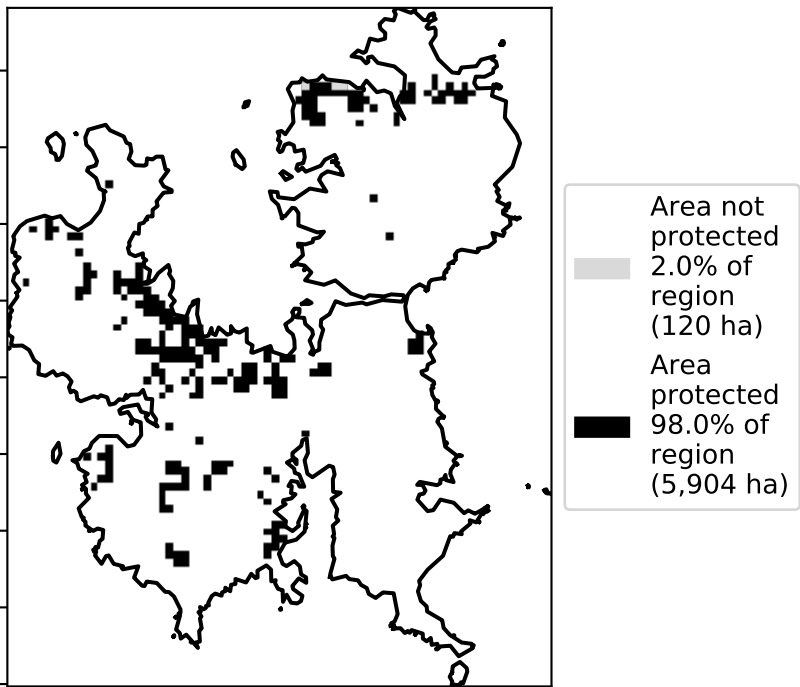 Area not
protected
2.0% of
region
(120 ha)
Area
protected
98.0% of
region
(5,904 ha)